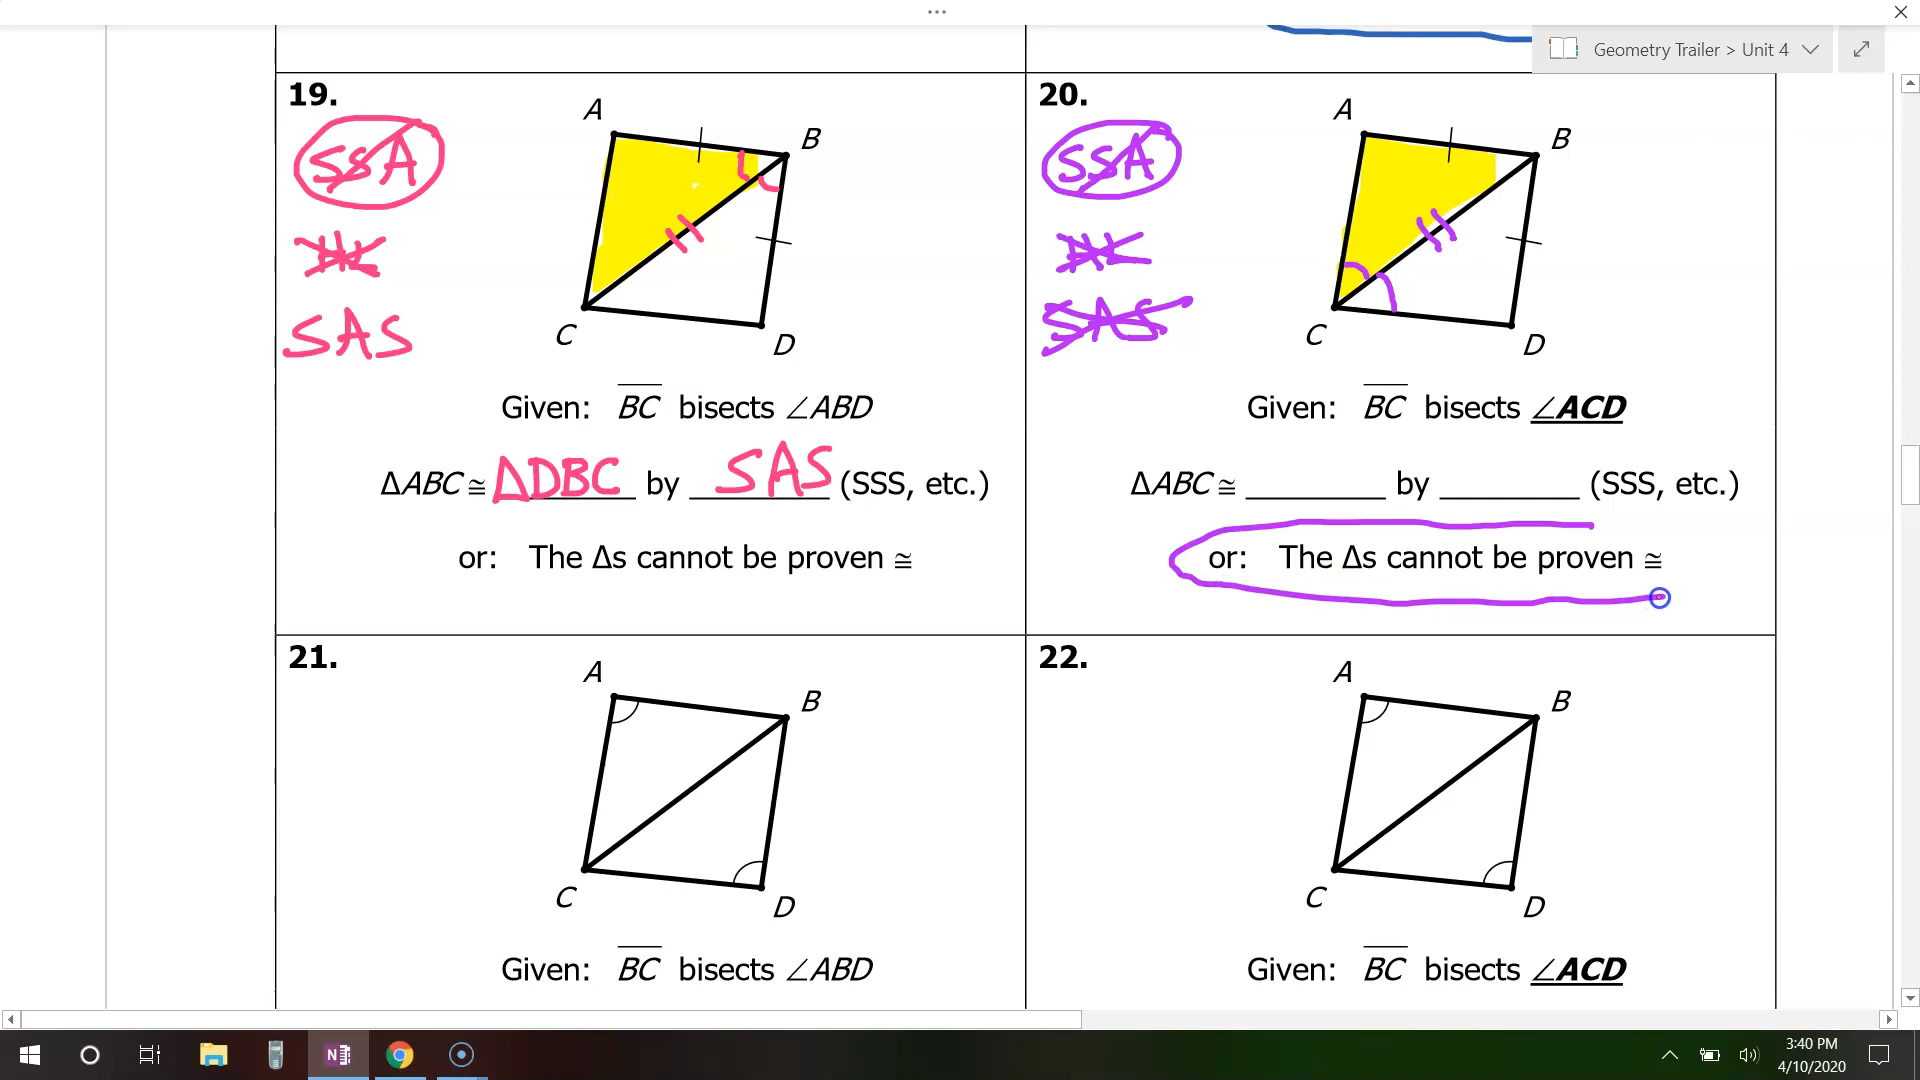 Geometry Trailer > Unit 4
19.
SSA
HL
SAS
A
B
C
D
Given: BC bisects ∠ABD
ΔABC ≅ ΔDBC by SAS (SSS, etc.)
or: The Δs cannot be proven ≅
20.
SSA
HL
SAS
A
B
C
D
Given: BC bisects ∠ACD
ΔABC ≅ ________ by ________ (SSS, etc.)
or: The Δs cannot be proven ≅
21.
A
B
C
D
Given: BC bisects ∠ABD
22.
A
B
C
D
Given: BC bisects ∠ACD
N
3:40 PM
4/10/2020